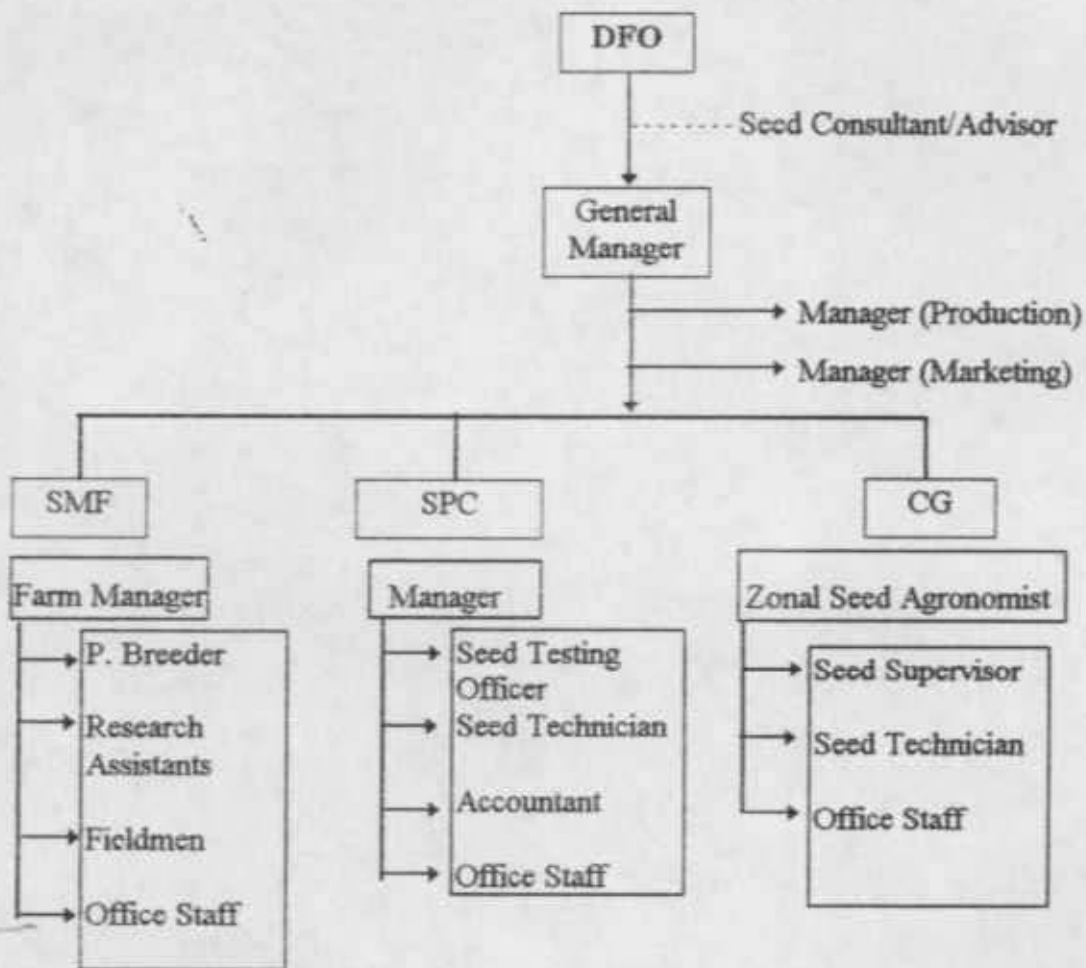 DFO
Seed Consultant/Advisor
General
Manager
Manager (Production)
Manager (Marketing)
SMF
SPC
CG
Farm Manager
P. Breeder
Research
Assistants
Fieldmen
Office Staff
Manager
Seed Testing
Officer
Seed Technician
Accountant
Office Staff
Zonal Seed Agronomist
Seed Supervisor
Seed Technician
Office Staff